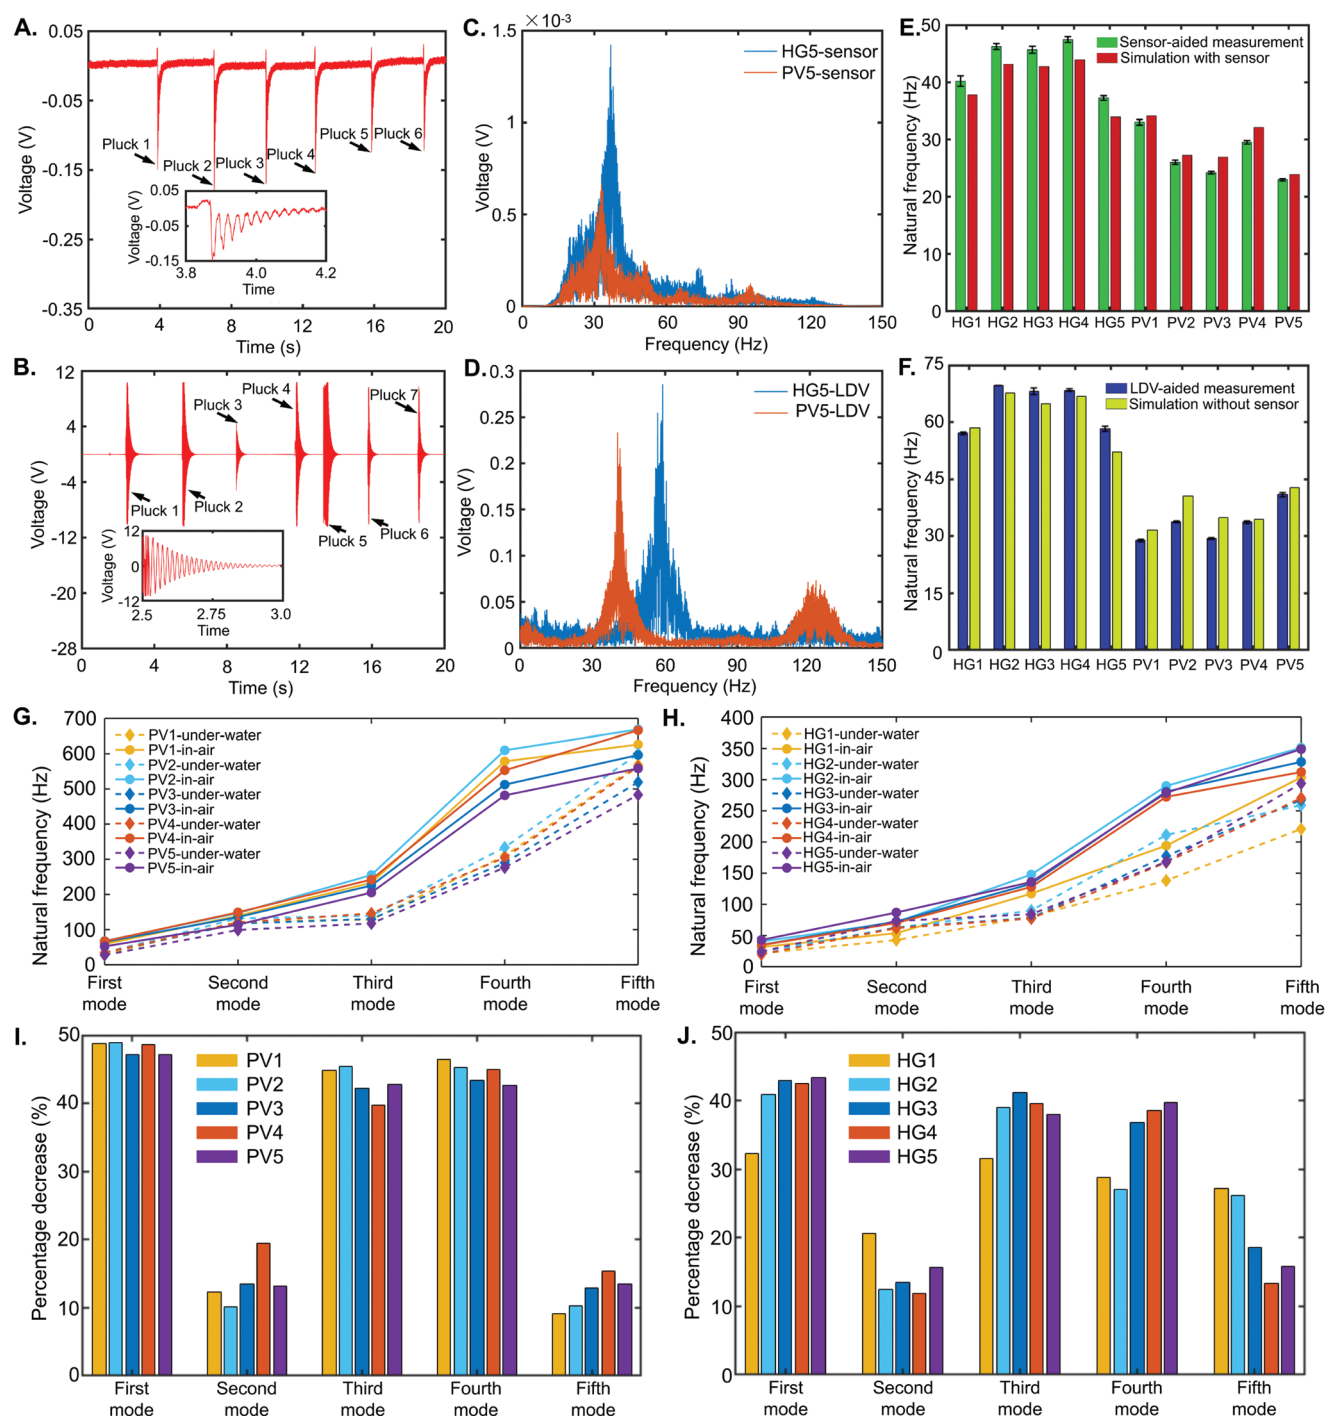 A.
0.05
-0.05
-0.15
-0.25
-0.35
Voltage (V)
Pluck 1
Pluck 2
Pluck 3
Pluck 4
Pluck 5
Pluck 6
0.05
-0.05
-0.15
Voltage (V)
3.8 4.0 4.2
Time
0 4 8 12 16 20
Time (s)
B.
12
4
-4
-12
-20
-28
Voltage (V)
Pluck 1
Pluck 2
Pluck 3
Pluck 4
Pluck 5
Pluck 6
Pluck 7
12
0
-12
Voltage (V)
2.5 2.75 3.0
Time
0 4 8 12 16 20
Time (s)
C.
×10⁻³
1.5
1
0.5
0
Voltage (V)
HG5-sensor
PV5-sensor
0 30 60 90 120 150
Frequency (Hz)
D.
0.3
0.25
0.2
0.15
0.1
0.05
0
Voltage (V)
HG5-LDV
PV5-LDV
0 30 60 90 120 150
Frequency (Hz)
E.
50
40
30
20
10
0
Natural frequency (Hz)
Sensor-aided measurement
Simulation with sensor
HG1 HG2 HG3 HG4 HG5 PV1 PV2 PV3 PV4 PV5
F.
75
60
45
30
15
0
Natural frequency (Hz)
LDV-aided measurement
Simulation without sensor
HG1 HG2 HG3 HG4 HG5 PV1 PV2 PV3 PV4 PV5
G.
700
600
500
400
300
200
100
0
Natural frequency (Hz)
PV1-under-water
PV1-in-air
PV2-under-water
PV2-in-air
PV3-under-water
PV3-in-air
PV4-under-water
PV4-in-air
PV5-under-water
PV5-in-air
First Second Third Fourth Fifth
mode mode mode mode mode
H.
400
350
300
250
200
150
100
50
0
Natural frequency (Hz)
HG1-under-water
HG1-in-air
HG2-under-water
HG2-in-air
HG3-under-water
HG3-in-air
HG4-under-water
HG4-in-air
HG5-under-water
HG5-in-air
First Second Third Fourth Fifth
mode mode mode mode mode
I.
50
40
30
20
10
0
Percentage decrease (%)
PV1
PV2
PV3
PV4
PV5
First Second Third Fourth Fifth
mode mode mode mode mode
J.
50
40
30
20
10
0
Percentage decrease (%)
HG1
HG2
HG3
HG4
HG5
First Second Third Fourth Fifth
mode mode mode mode mode